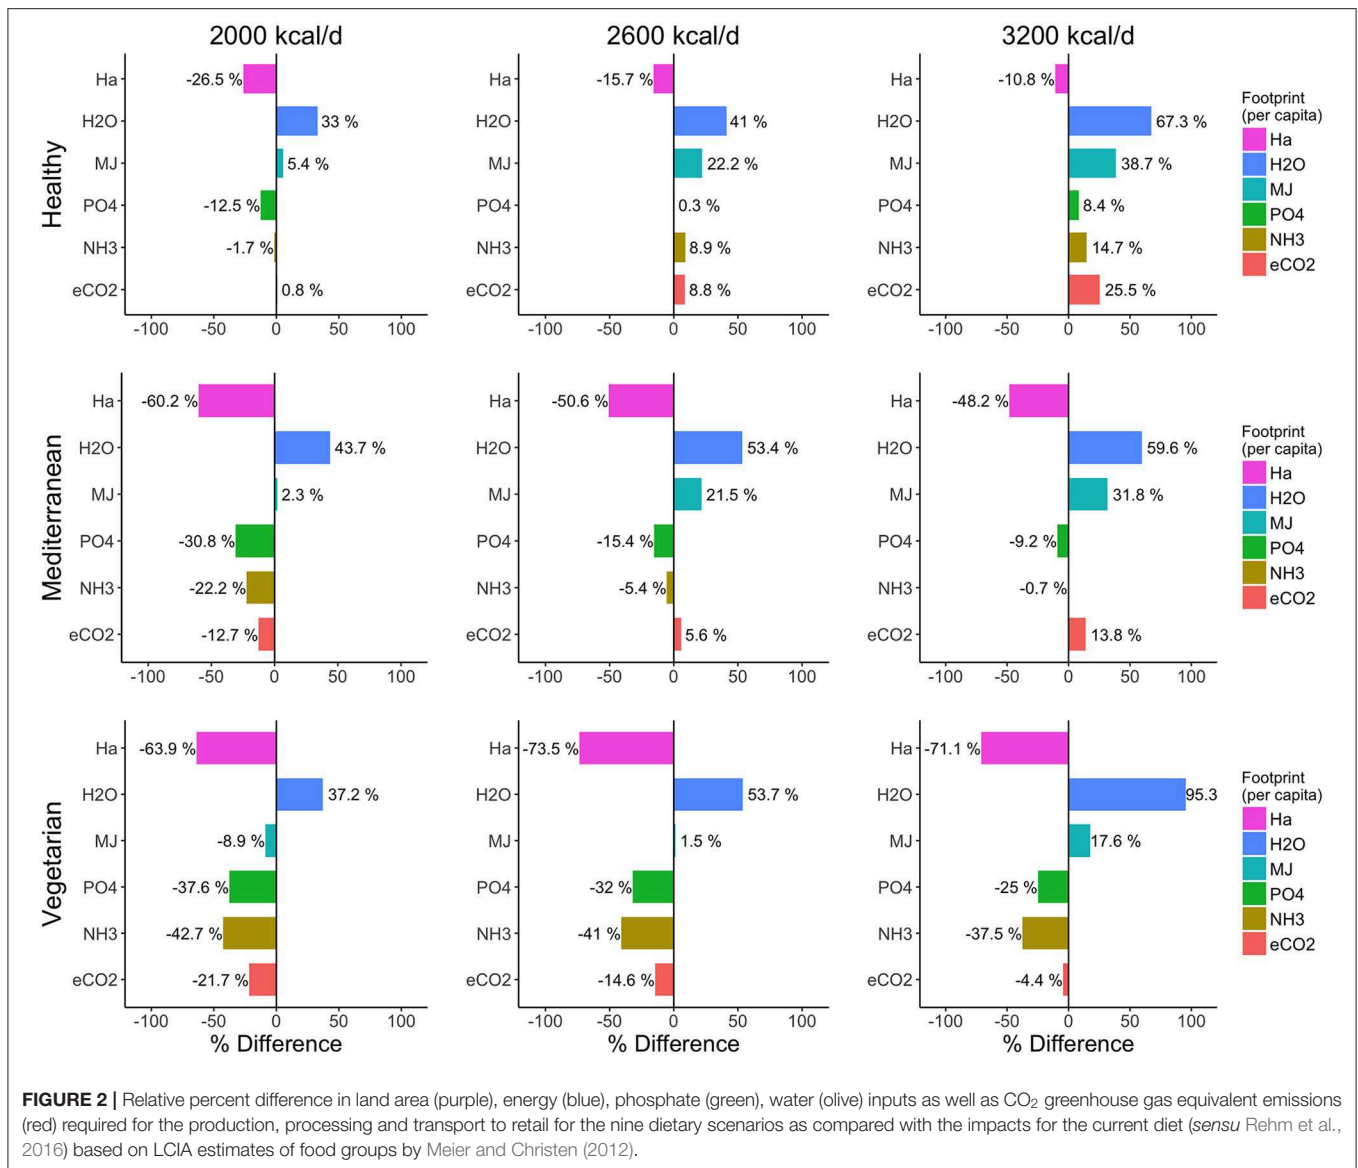 2000 kcal/d
2600 kcal/d
3200 kcal/d
Healthy
Ha
H2O
MJ
PO4
NH3
eCO2
-26.5 %
33 %
5.4 %
-12.5 %
-1.7 %
0.8 %
-100 -50 0 50 100
Ha
H2O
MJ
PO4
NH3
eCO2
-15.7 %
41 %
22.2 %
0.3 %
8.9 %
8.8 %
-100 -50 0 50 100
Ha
H2O
MJ
PO4
NH3
eCO2
-10.8 %
67.3 %
38.7 %
8.4 %
14.7 %
25.5 %
-100 -50 0 50 100
Footprint
(per capita)
Ha
H2O
MJ
PO4
NH3
eCO2
Mediterranean
Ha
H2O
MJ
PO4
NH3
eCO2
-60.2 %
43.7 %
2.3 %
-30.8 %
-22.2 %
-12.7 %
-100 -50 0 50 100
Ha
H2O
MJ
PO4
NH3
eCO2
-50.6 %
53.4 %
21.5 %
-15.4 %
-5.4 %
5.6 %
-100 -50 0 50 100
Ha
H2O
MJ
PO4
NH3
eCO2
-48.2 %
59.6 %
31.8 %
-9.2 %
-0.7 %
13.8 %
-100 -50 0 50 100
Footprint
(per capita)
Ha
H2O
MJ
PO4
NH3
eCO2
Vegetarian
Ha
H2O
MJ
PO4
NH3
eCO2
-63.9 %
37.2 %
-8.9 %
-37.6 %
-42.7 %
-21.7 %
-100 -50 0 50 100
% Difference
Ha
H2O
MJ
PO4
NH3
eCO2
-73.5 %
53.7 %
1.5 %
-32 %
-41 %
-14.6 %
-100 -50 0 50 100
% Difference
Ha
H2O
MJ
PO4
NH3
eCO2
-71.1 %
95.3
17.6 %
-25 %
-37.5 %
-4.4 %
-100 -50 0 50 100
% Difference
Footprint
(per capita)
Ha
H2O
MJ
PO4
NH3
eCO2
FIGURE 2 | Relative percent difference in land area (purple), energy (blue), phosphate (green), water (olive) inputs as well as CO₂ greenhouse gas equivalent emissions
(red) required for the production, processing and transport to retail for the nine dietary scenarios as compared with the impacts for the current diet (sensu Rehm et al.,
2016) based on LCIA estimates of food groups by Meier and Christen (2012).